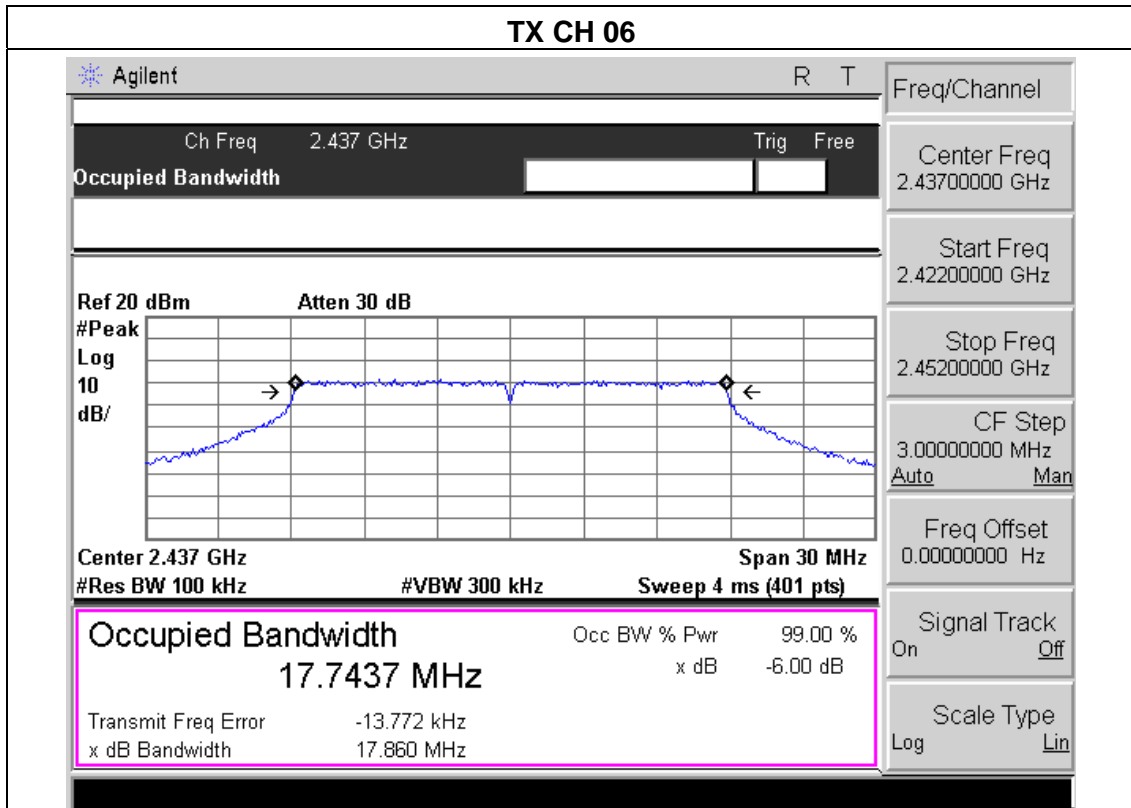 TX CH 06
Agilent R T
Ch Freq 2.437 GHz Trig Free
Occupied Bandwidth
Ref 20 dBm Atten 30 dB
#Peak
Log
10
dB/
Center 2.437 GHz Span 30 MHz
#Res BW 100 kHz #VBW 300 kHz Sweep 4 ms (401 pts)
Occupied Bandwidth Occ BW % Pwr 99.00 %
17.7437 MHz x dB -6.00 dB
Transmit Freq Error -13.772 kHz
x dB Bandwidth 17.860 MHz
Freq/Channel
Center Freq
2.43700000 GHz
Start Freq
2.42200000 GHz
Stop Freq
2.45200000 GHz
CF Step
3.00000000 MHz
Auto Man
Freq Offset
0.00000000 Hz
Signal Track
On Off
Scale Type
Log Lin